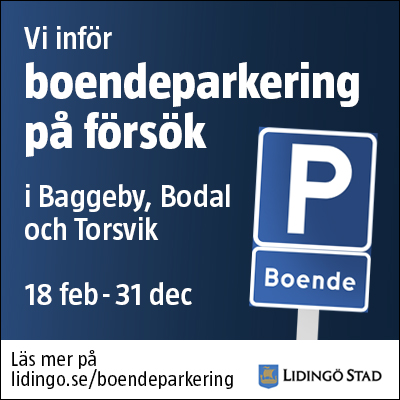 Vi inför
boendeparkering
på försök
i Baggeby, Bodal
och Torsvik
18 feb - 31 dec
P
Boende
Läs mer på
lidingo.se/boendeparkering
LIDINGÖ STAD